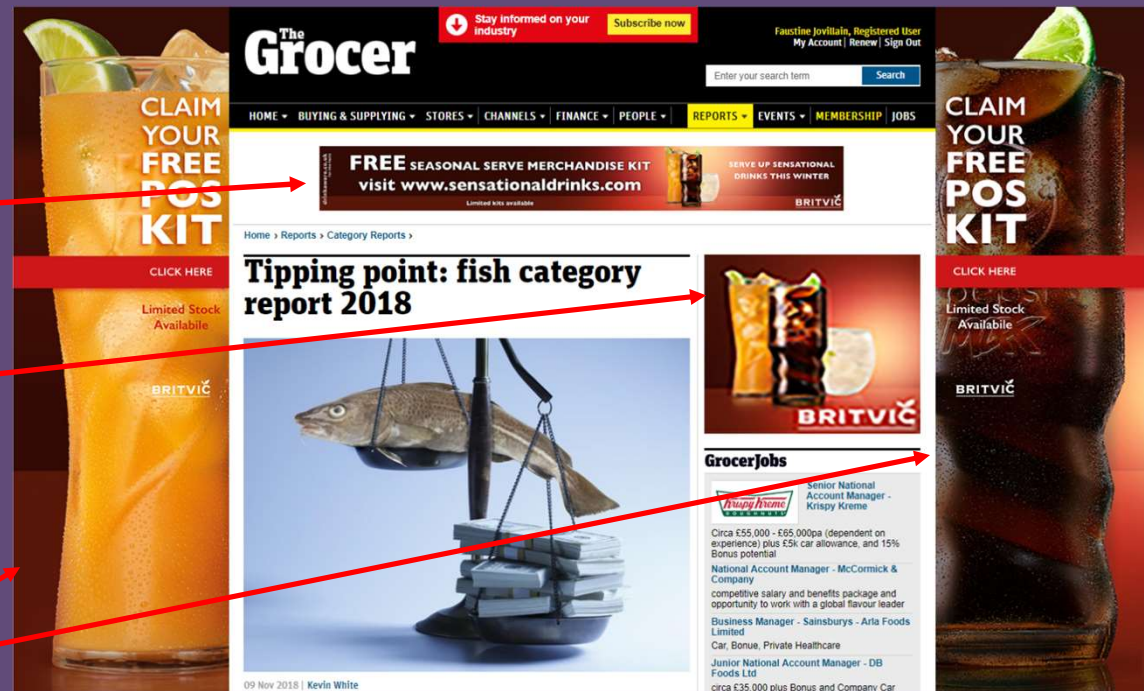 CLAIM
YOUR
FREE
POS
KIT
CLICK HERE
Limited Stock
Availabile
BRITVIČ
The
Grocer
Stay informed on your
industry
Subscribe now
Faustine Jovillain, Registered User
My Account | Renew | Sign Out
Enter your search term
Search
HOME BUYING & SUPPLYING STORES CHANNELS FINANCE PEOPLE REPORTS EVENTS MEMBERSHIP JOBS
FREE SEASONAL SERVE MERCHANDISE KIT
visit www.sensationaldrinks.com
Limited kits available
SERVE UP SENSATIONAL
DRINKS THIS WINTER
BRITVIČ
Home › Reports › Category Reports ›
Tipping point: fish category
report 2018
09 Nov 2018 | Kevin White
BRITVIČ
GrocerJobs
Krispy Kreme
DOUGHNUTS
Senior National
Account Manager -
Krispy Kreme
Circa £55,000 - £65,000pa (dependent on
experience) plus £5k car allowance, and 15%
Bonus potential
National Account Manager - McCormick &
Company
competitive salary and benefits package and
opportunity to work with a global flavour leader
Business Manager - Sainsburys - Arla Foods
Limited
Car, Bonue, Private Healthcare
Junior National Account Manager - DB
Foods Ltd
circa £35,000 plus Bonus and Company Car
CLAIM
YOUR
FREE
POS
KIT
CLICK HERE
Limited Stock
Availabile
BRITVIČ